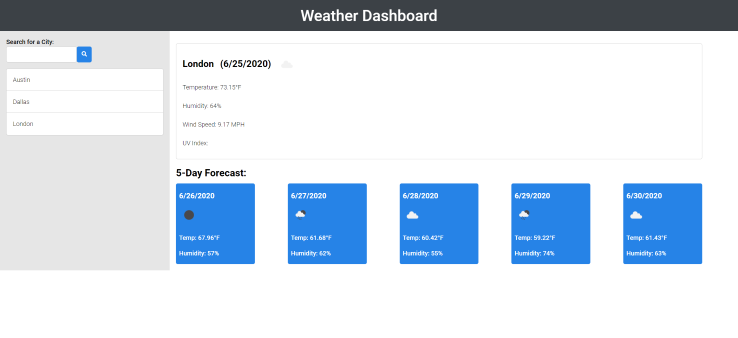 Weather Dashboard
Search for a City:
Austin
Dallas
London
London (6/25/2020)
Temperature: 73.15°F
Humidity: 64%
Wind Speed: 9.17 MPH
UV Index:
5-Day Forecast:
6/26/2020
Temp: 67.96°F
Humidity: 57%
6/27/2020
Temp: 61.68°F
Humidity: 62%
6/28/2020
Temp: 60.42°F
Humidity: 55%
6/29/2020
Temp: 59.22°F
Humidity: 74%
6/30/2020
Temp: 61.43°F
Humidity: 63%